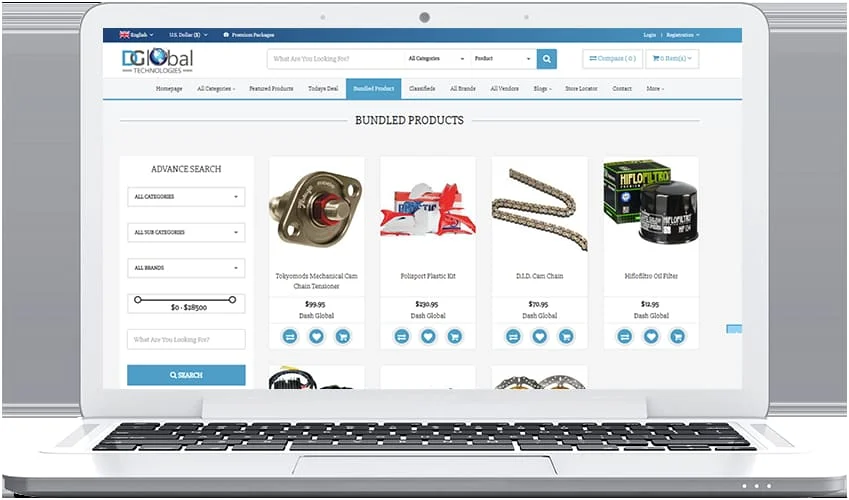 English
U.S. Dollar ($)
Premium Packages
Login | Registration
DGlobal
TECHNOLOGIES
What Are You Looking For?
All Categories
Product
Compare ( 0 )
0 Item(s)
Homepage
All Categories
Featured Products
Todays Deal
Bundled Product
Classifieds
All Brands
All Vendors
Blogs
Store Locator
Contact
More
BUNDLED PRODUCTS
ADVANCE SEARCH
ALL CATEGORIES
ALL SUB CATEGORIES
ALL BRANDS
$0 - $28500
What Are You Looking For?
SEARCH
Tokyomods Mechanical Cam
Chain Tensioner
$99.95
Dash Global
Polisport Plastic Kit
$230.95
Dash Global
D.I.D. Cam Chain
$70.95
Dash Global
HIFLOFILTRO
HIFLOFILTRO
Hiflofiltro Oil Filter
$12.95
Dash Global